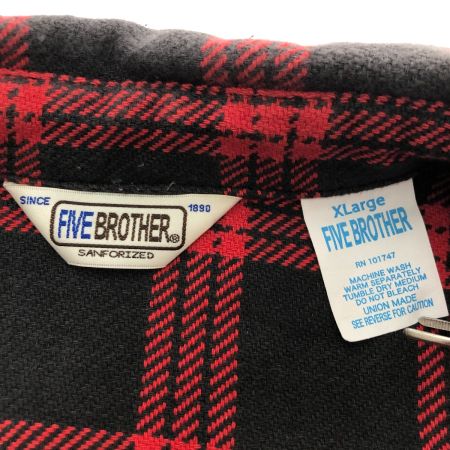 SINCE 1890
FIVE BROTHER®
SANFORIZED
XLarge
FIVE BROTHER
RN 101747
MACHINE WASH
WARM SEPARATELY
TUMBLE DRY MEDIUM
DO NOT BLEACH
UNION MADE
SEE REVERSE FOR CAUTION